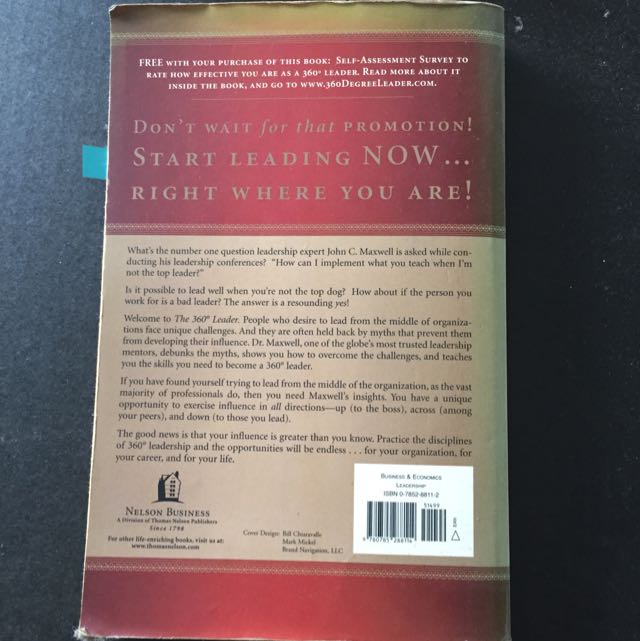 FREE WITH YOUR PURCHASE OF THIS BOOK: SELF-ASSESSMENT SURVEY TO
RATE HOW EFFECTIVE YOU ARE AS A 360° LEADER. READ MORE ABOUT IT
INSIDE THE BOOK, AND GO TO WWW.360DEGREELEADER.COM.
DON'T WAIT for that PROMOTION!
START LEADING NOW...
RIGHT WHERE YOU ARE!
What's the number one question leadership expert John C. Maxwell is asked while con-
ducting his leadership conferences? "How can I implement what you teach when I'm
not the top leader?"
Is it possible to lead well when you're not the top dog? How about if the person you
work for is a bad leader? The answer is a resounding yes!
Welcome to The 360° Leader. People who desire to lead from the middle of organiza-
tions face unique challenges. And they are often held back by myths that prevent them
from developing their influence. Dr. Maxwell, one of the globe's most trusted leadership
mentors, debunks the myths, shows you how to overcome the challenges, and teaches
you the skills you need to become a 360° leader.
If you have found yourself trying to lead from the middle of the organization, as the vast
majority of professionals do, then you need Maxwell's insights. You have a unique
opportunity to exercise influence in all directions—up (to the boss), across (among
your peers), and down (to those you lead).
The good news is that your influence is greater than you know. Practice the disciplines
of 360° leadership and the opportunities will be endless . . . for your organization, for
your career, and for your life.
NELSON BUSINESS
A Division of Thomas Nelson Publishers
Since 1798
For other life-enriching books, visit us at:
www.thomasnelson.com
Cover Design: Bill Chiaravalle
Mark Mickel
Brand Navigation, LLC
BUSINESS & ECONOMICS
LEADERSHIP
ISBN 0-7852-8811-2
51499
9 780785 288114
EAN